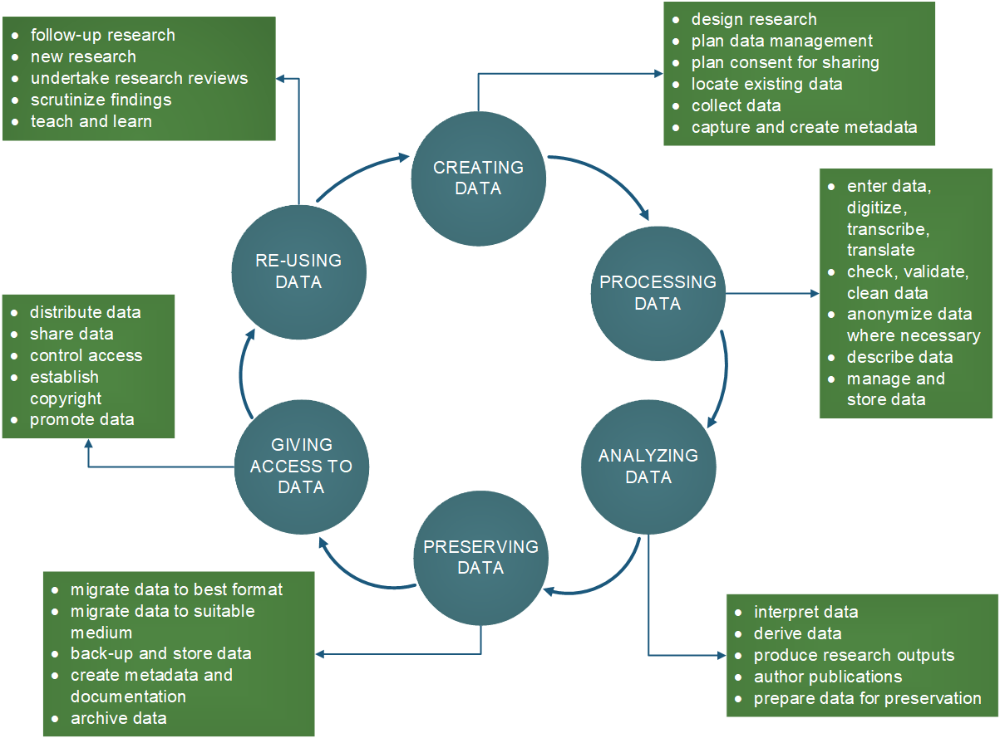 • follow-up research
• new research
• undertake research reviews
• scrutinize findings
• teach and learn
• design research
• plan data management
• plan consent for sharing
• locate existing data
• collect data
• capture and create metadata
CREATING
DATA
RE-USING
DATA
PROCESSING
DATA
• enter data,
digitize,
transcribe,
translate
• check, validate,
clean data
• anonymize data
where necessary
• describe data
• manage and
store data
• distribute data
• share data
• control access
• establish
copyright
• promote data
GIVING
ACCESS TO
DATA
ANALYZING
DATA
PRESERVING
DATA
• migrate data to best format
• migrate data to suitable
medium
• back-up and store data
• create metadata and
documentation
• archive data
• interpret data
• derive data
• produce research outputs
• author publications
• prepare data for preservation